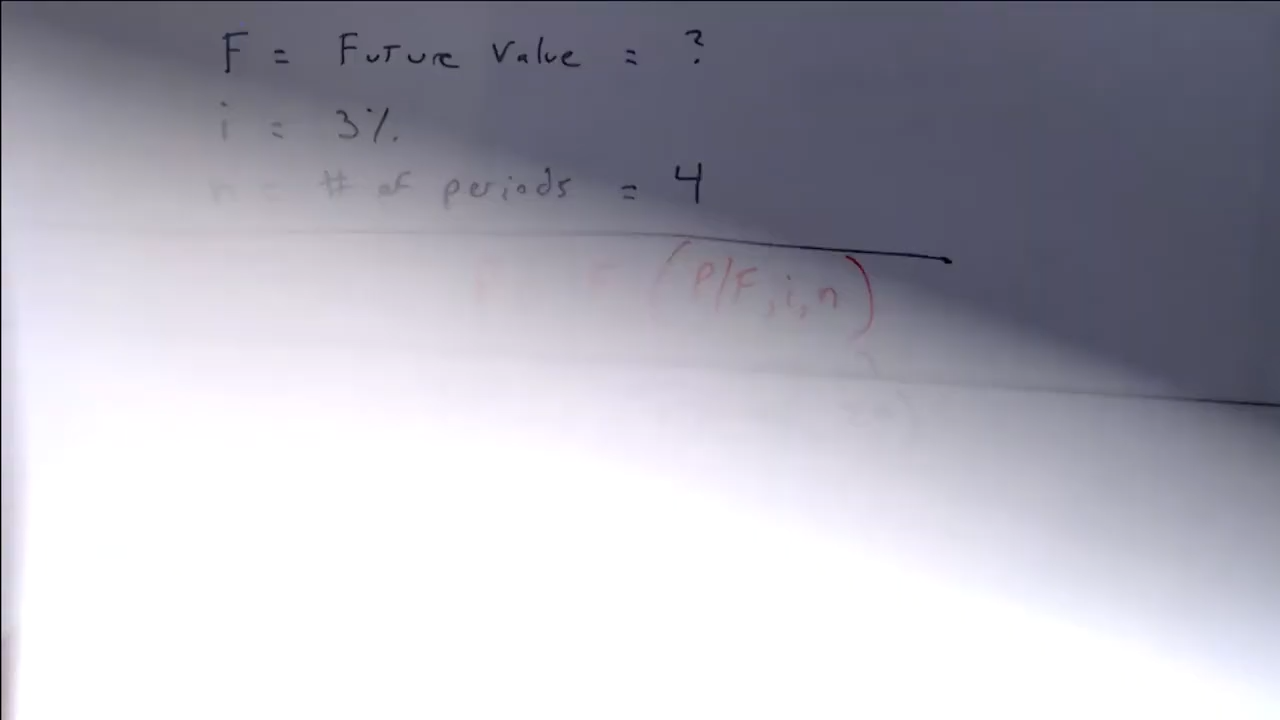 F = Future Value = ?
i = 3%.
n = # of periods = 4
(P/F, i, n)